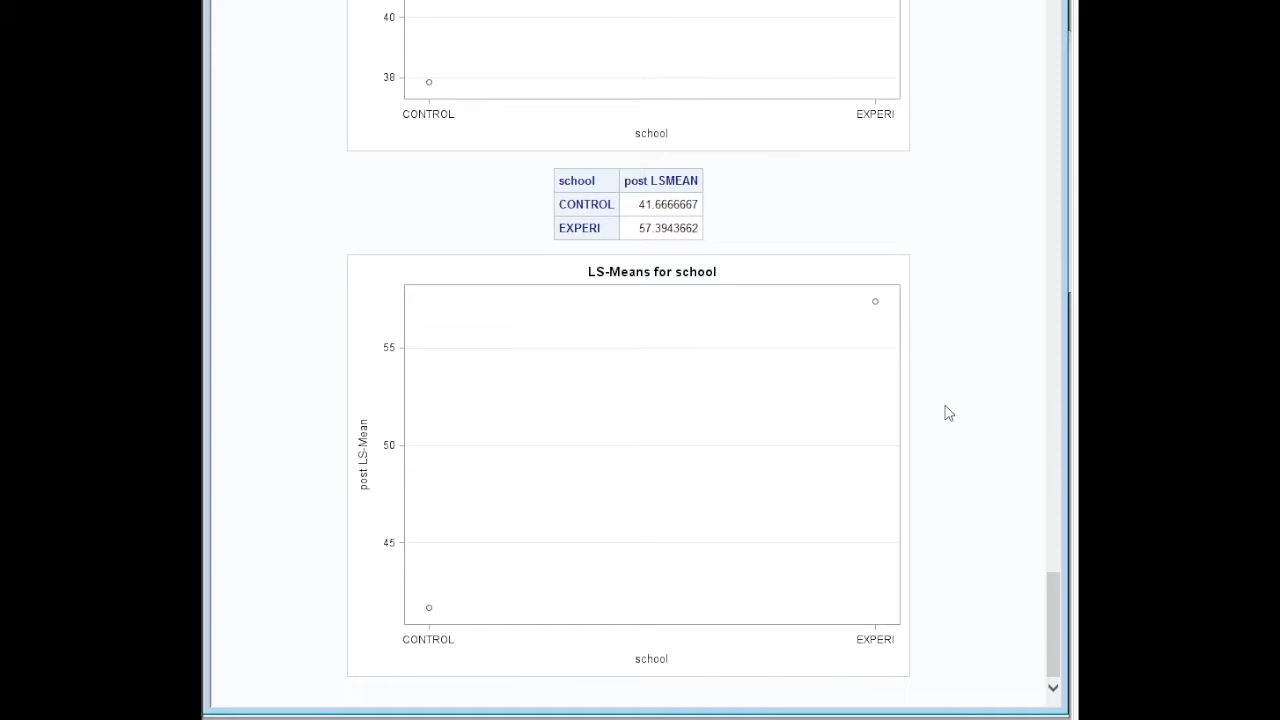 40
38
CONTROL EXPERI
school
school post LSMEAN
CONTROL 41.6666667
EXPERI 57.3943662
LS-Means for school
55
50
45
post LS-Mean
CONTROL EXPERI
school